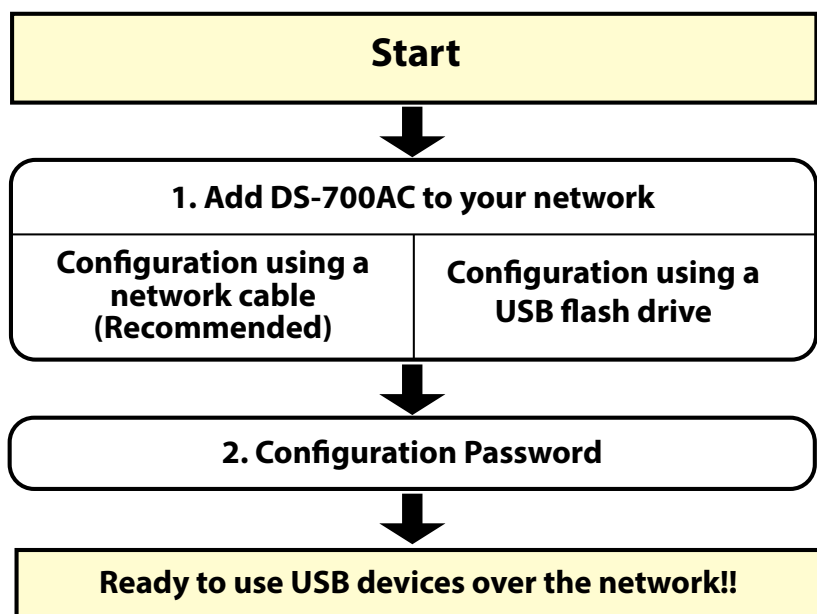 Start
1. Add DS-700AC to your network
Configuration using a
network cable
(Recommended)
Configuration using a
USB flash drive
2. Configuration Password
Ready to use USB devices over the network!!